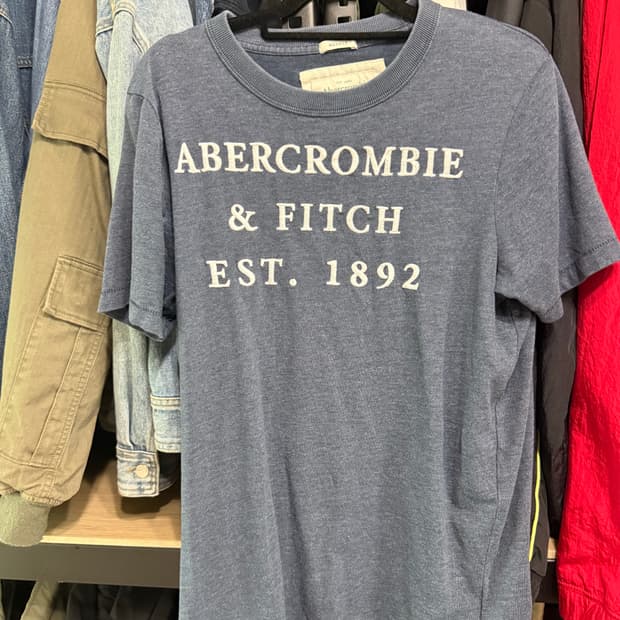 ABERCROMBIE
& FITCH
EST. 1892